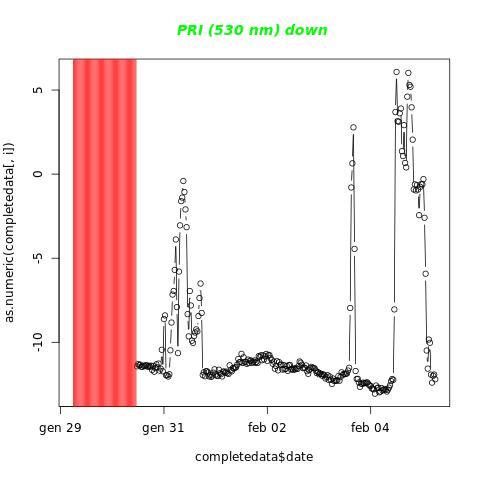 PRI (530 nm) down
as.numeric(completedata[, i])
5
0
-5
-10
gen 29
gen 31
feb 02
feb 04
completedata$date